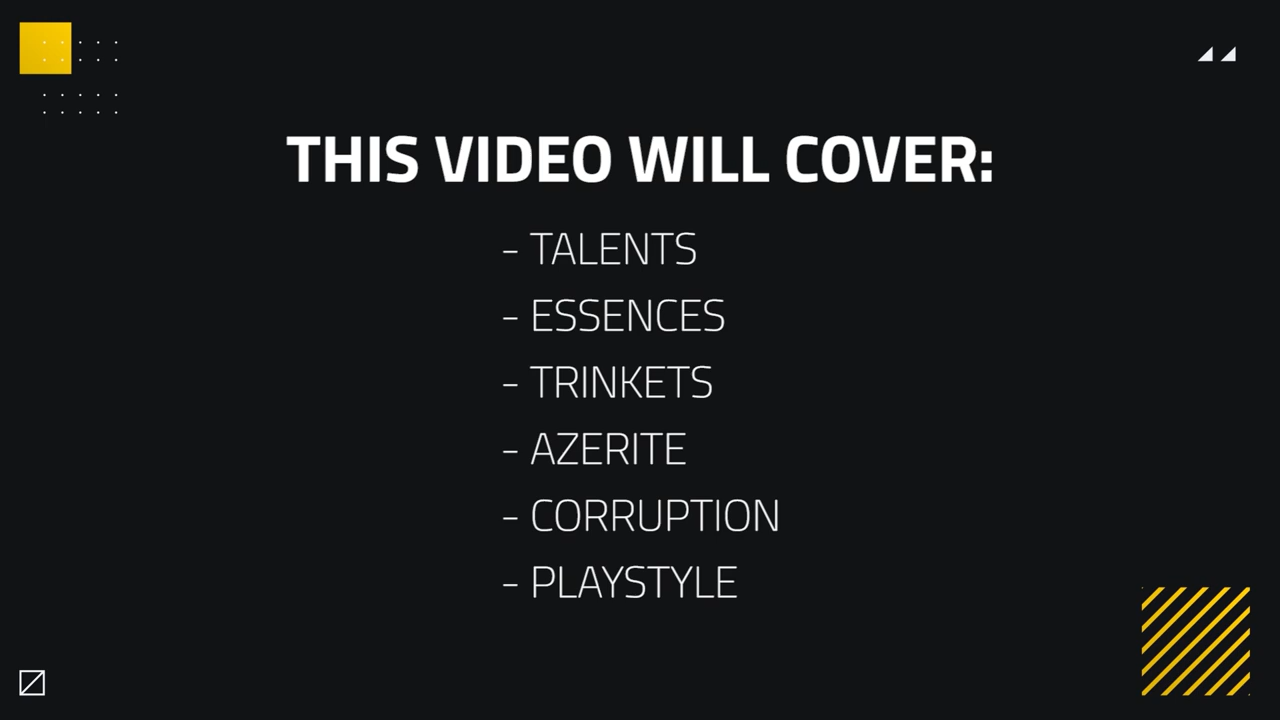 THIS VIDEO WILL COVER:
- TALENTS
- ESSENCES
- TRINKETS
- AZERITE
- CORRUPTION
- PLAYSTYLE